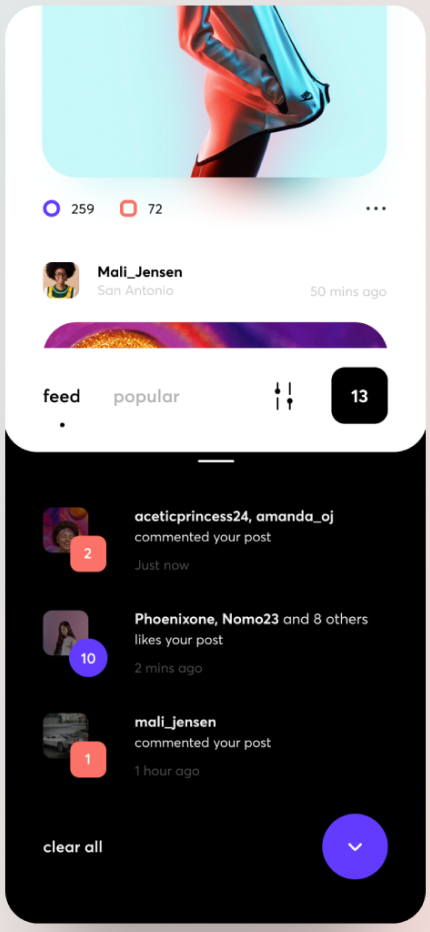 259 72
Mali_Jensen
San Antonio 50 mins ago
feed popular 13
aceticprincess24, amanda_oj
commented your post
2
Just now
Phoenixone, Nomo23 and 8 others
likes your post
10
2 mins ago
mali_jensen
commented your post
1
1 hour ago
clear all